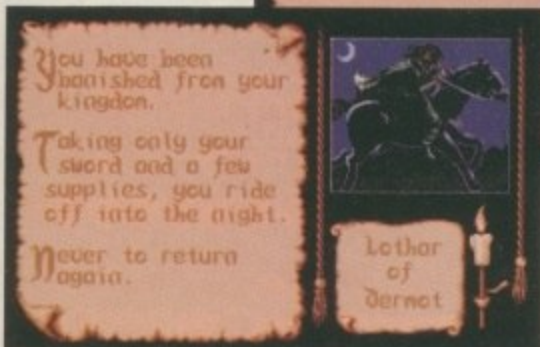 You have been
banished from your
kingdom.
Taking only your
sword and a few
supplies, you ride
off into the night.
Never to return
again.
Lothar
of
Dermot